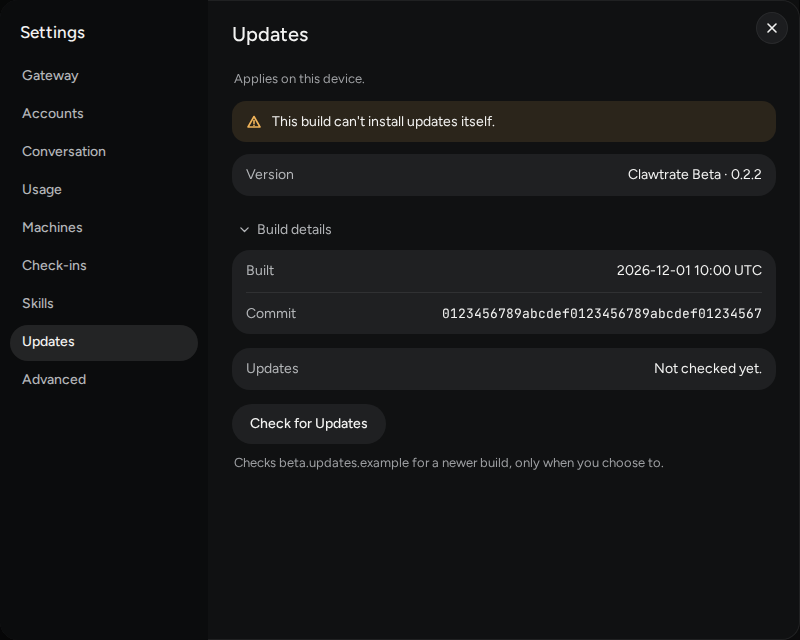 Settings
Gateway
Accounts
Conversation
Usage
Machines
Check-ins
Skills
Updates
Advanced
Updates
Applies on this device.
This build can't install updates itself.
Version Clawtrate Beta · 0.2.2
Build details
Built 2026-12-01 10:00 UTC
Commit 0123456789abcdef0123456789abcdef01234567
Updates Not checked yet.
Check for Updates
Checks beta.updates.example for a newer build, only when you choose to.